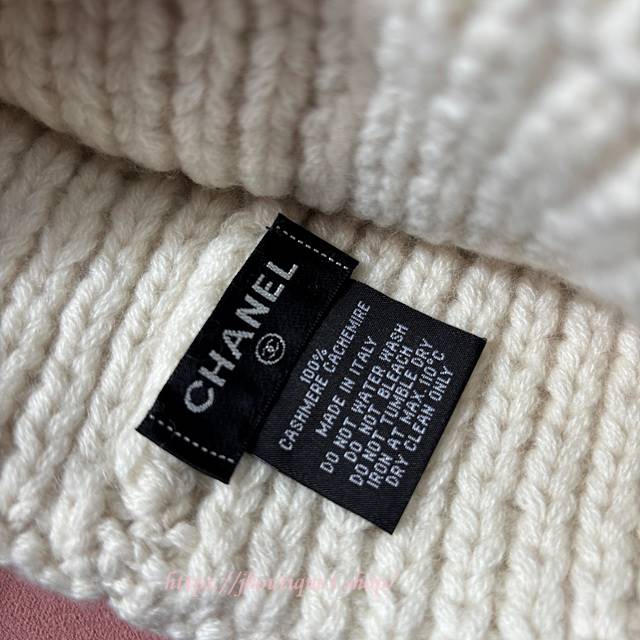 CHANEL
100%
CASHMERE CACHEMIRE
MADE IN ITALY
DO NOT WATER WASH
DO NOT BLEACH
DO NOT TUMBLE DRY
IRON AT MAX 110°C
DRY CLEAN ONLY